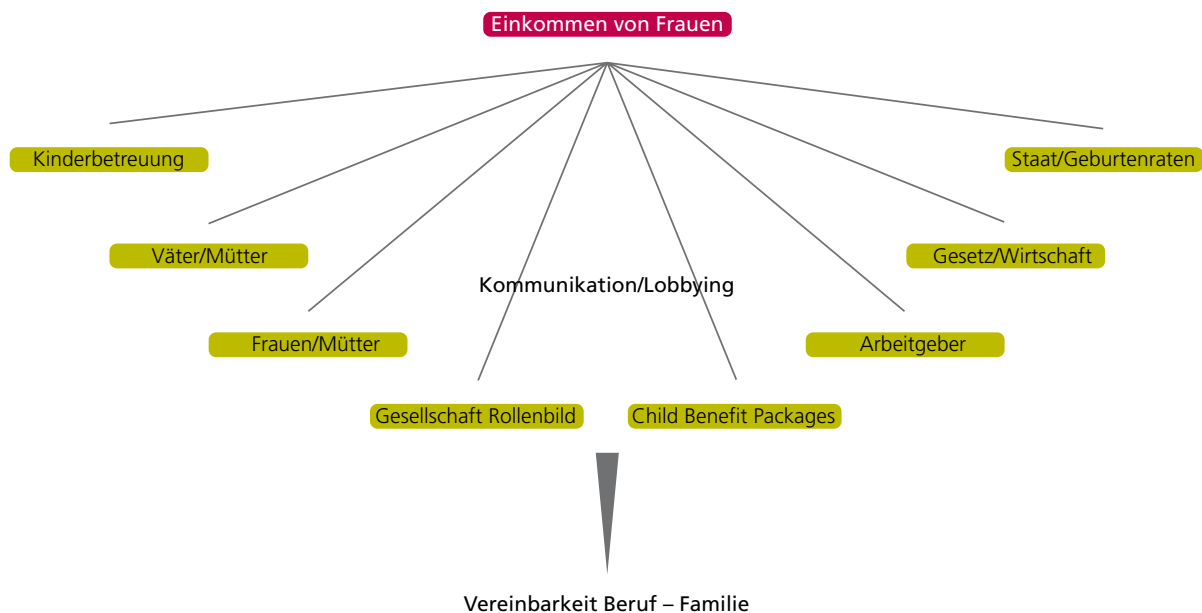 Einkommen von Frauen
Kinderbetreuung
Staat/Geburtenraten
Väter/Mütter
Gesetz/Wirtschaft
Kommunikation/Lobbying
Frauen/Mütter
Arbeitgeber
Gesellschaft Rollenbild
Child Benefit Packages
Vereinbarkeit Beruf – Familie